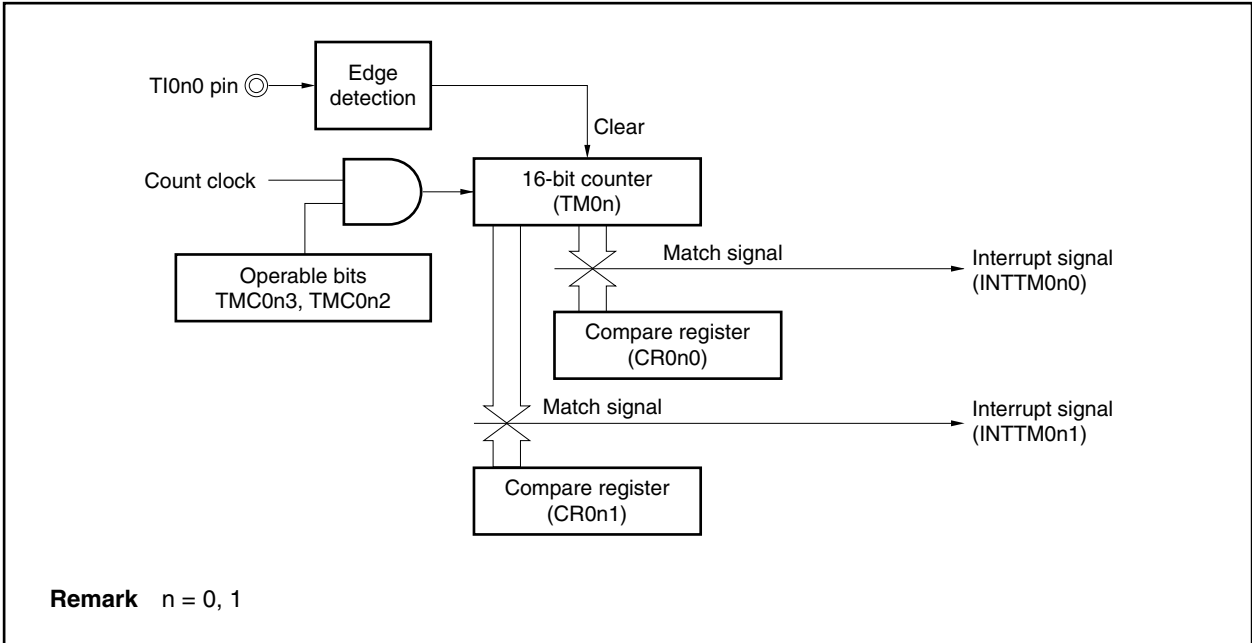 TI0n0 pin
Edge
detection
Clear
Count clock
16-bit counter
(TM0n)
Operable bits
TMC0n3, TMC0n2
Match signal
Interrupt signal
(INTTM0n0)
Compare register
(CR0n0)
Match signal
Interrupt signal
(INTTM0n1)
Compare register
(CR0n1)
Remark n = 0, 1